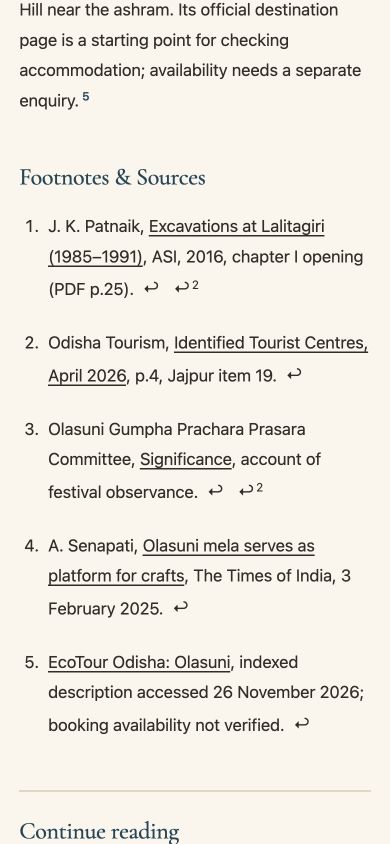 Hill near the ashram. Its official destination
page is a starting point for checking
accommodation; availability needs a separate
enquiry. 5
Footnotes & Sources
1. J. K. Patnaik, Excavations at Lalitagiri
(1985–1991), ASI, 2016, chapter I opening
(PDF p.25). ↩ ↩2
2. Odisha Tourism, Identified Tourist Centres,
April 2026, p.4, Jajpur item 19. ↩
3. Olasuni Gumpha Prachara Prasara
Committee, Significance, account of
festival observance. ↩ ↩2
4. A. Senapati, Olasuni mela serves as
platform for crafts, The Times of India, 3
February 2025. ↩
5. EcoTour Odisha: Olasuni, indexed
description accessed 26 November 2026;
booking availability not verified. ↩
Continue reading